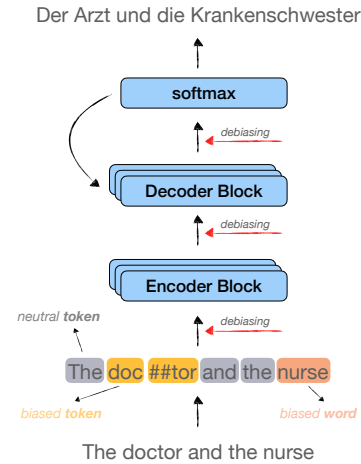 Der Arzt und die Krankenschwester
softmax
debiasing
Decoder Block
debiasing
Encoder Block
debiasing
neutral token
The doc ##tor and the nurse
biased token
biased word
The doctor and the nurse